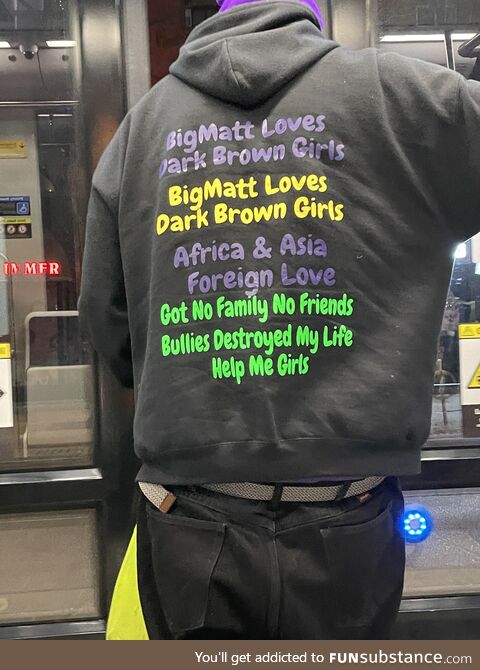 BigMatt Loves
Dark Brown Girls
BigMatt Loves
Dark Brown Girls
Africa & Asia
Foreign Love
Got No Family No Friends
Bullies Destroyed My Life
Help Me Girls
You'll get addicted to FUNsubstance.com